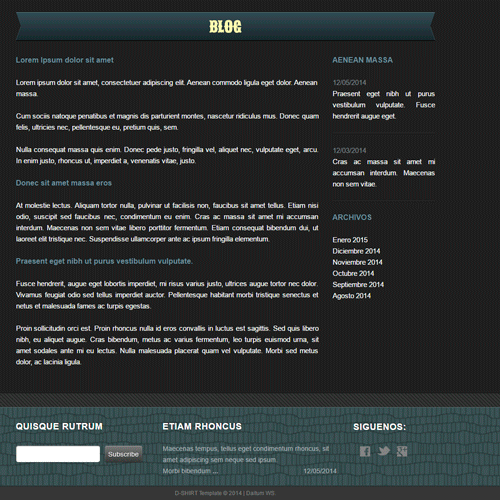 BLOG
Lorem ipsum dolor sit amet
Lorem ipsum dolor sit amet, consectetuer adipiscing elit. Aenean commodo ligula eget dolor. Aenean
massa.
Cum sociis natoque penatibus et magnis dis parturient montes, nascetur ridiculus mus. Donec quam
felis, ultricies nec, pellentesque eu, pretium quis, sem.
Nulla consequat massa quis enim. Donec pede justo, fringilla vel, aliquet nec, vulputate eget, arcu.
In enim justo, rhoncus ut, imperdiet a, venenatis vitae, justo.
Donec sit amet massa eros
At molestie lectus. Aliquam tortor nulla, pulvinar ut facilisis non, faucibus sit amet tellus. Etiam nisi
odio, suscipit sed faucibus nec, condimentum eu enim. Cras ac massa sit amet mi accumsan
interdum. Maecenas non sem vitae libero porttitor fermentum. Etiam consequat bibendum dui, ut
laoreet elit tristique nec. Suspendisse ullamcorper ante ac ipsum fringilla elementum.
Praesent eget nibh ut purus vestibulum vulputate.
Fusce hendrerit, augue eget lobortis imperdiet, mi risus varius justo, ultrices augue tortor nec dolor.
Vivamus feugiat odio sed tellus imperdiet auctor. Pellentesque habitant morbi tristique senectus et
netus et malesuada fames ac turpis egestas.
Proin sollicitudin orci est. Proin rhoncus nulla id eros convallis in luctus est sagittis. Sed quis libero
nibh, eu aliquet augue. Cras bibendum, metus ac varius fermentum, leo turpis euismod urna, sit
amet sodales ante mi eu lectus. Nulla malesuada placerat quam vel vulputate. Morbi sed metus
dolor, ac lacinia ligula.
AENEAN MASSA
12/05/2014
Praesent eget nibh ut purus
vestibulum vulputate. Fusce
hendrerit augue eget.
12/03/2014
Cras ac massa sit amet mi
accumsan interdum. Maecenas
non sem vitae.
ARCHIVOS
Enero 2015
Diciembre 2014
Noviembre 2014
Octubre 2014
Septiembre 2014
Agosto 2014
QUISQUE RUTRUM
Subscribe
ETIAM RHONCUS
Maecenas tempus, tellus eget condimentum rhoncus, sit
amet adipiscing sem neque sed ipsum.
Morbi bibendum ... 12/05/2014
SIGUENOS:
D-SHIRT Template © 2014 | Dallum.WS